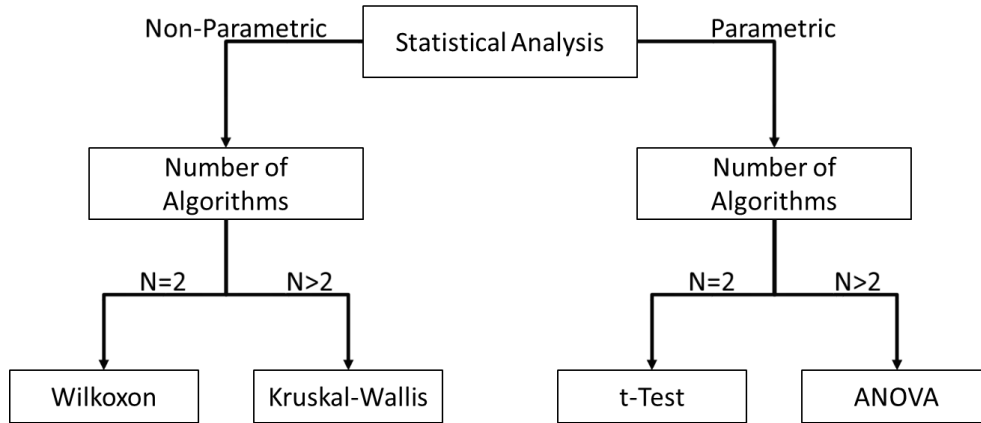 Non-Parametric
Statistical Analysis
Parametric
Number of
Algorithms
Number of
Algorithms
N=2
N>2
N=2
N>2
Wilkoxon
Kruskal-Wallis
t-Test
ANOVA